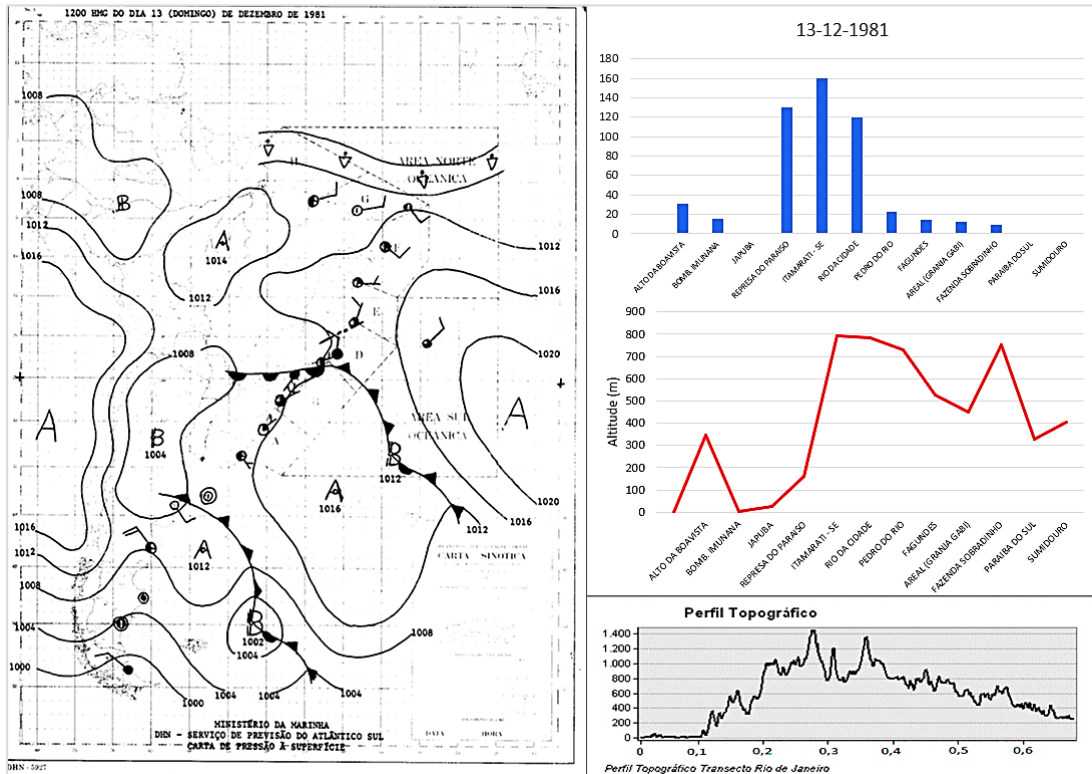 1200 HMG DO DIA 13 (DOMINGO) DE DEZEMBRO DE 1981
1008
1008
1012
1016
B
A
1014
1012
H
AREA NORTE
OCEÂNICA
G
F
E
D
1012
1016
1020
1008
1012
A
A
B
1004
A
AREA SUL
OCEÂNICA
B
B
1012
A
1016
1020
1016
1012
1016
1012
1008
1004
1000
A
1012
CARTA SINÓTICA
B
1002
1004
1008
1000
1004
1004
1004
MINISTÉRIO DA MARINHA
DHN - SERVIÇO DE PREVISÃO DO ATLÂNTICO SUL
CARTA DE PRESSÃO À SUPERFÍCIE
DATA HORA
DHN - 5927
13-12-1981
180
160
140
120
100
80
60
40
20
0
ALTO DA BOAVISTA
BOMB. IMUNANA
JAPUBA
REPRESA DO PARAISO
ITAMARATI - SE
RIO DA CIDADE
PEDRO DO RIO
FAGUNDES
AREAL (GRANJA GABI)
FAZENDA SOBRADINHO
PARAIBA DO SUL
SUMIDOURO
Altitude (m)
900
800
700
600
500
400
300
200
100
0
ALTO DA BOAVISTA
BOMB. IMUNANA
JAPUBA
REPRESA DO PARAISO
ITAMARATI - SE
RIO DA CIDADE
PEDRO DO RIO
FAGUNDES
AREAL (GRANJA GABI)
FAZENDA SOBRADINHO
PARAIBA DO SUL
SUMIDOURO
Perfil Topográfico
1.400
1.200
1.000
800
600
400
200
0
0 0,1 0,2 0,3 0,4 0,5 0,6
Perfil Topográfico Transecto Rio de Janeiro